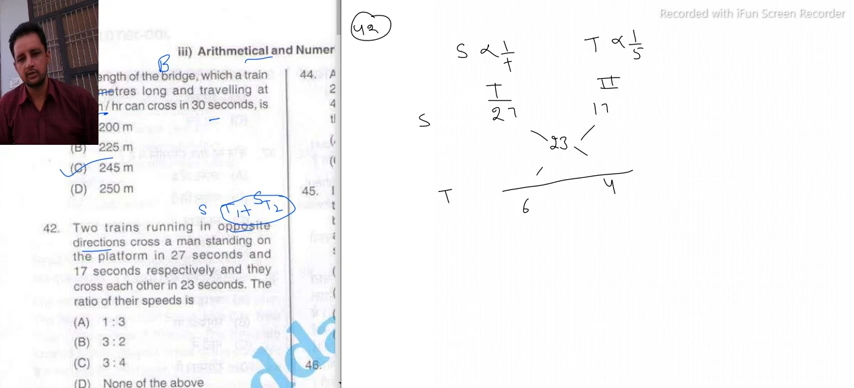 Recorded with iFun Screen Recorder
iii) Arithmetical and Numer
B
ength of the bridge, which a train
metres long and travelling at
/ hr can cross in 30 seconds, is
200 m
(B) 225 m
(C) 245 m
(D) 250 m
S T1 + ST2
42. Two trains running in opposite
directions cross a man standing on
the platform in 27 seconds and
17 seconds respectively and they
cross each other in 23 seconds. The
ratio of their speeds is
(A) 1 : 3
(B) 3 : 2
(C) 3 : 4
(D) None of the above
44. A
2
4
th
(
45. I
46.
dda
42
S ∝ 1/T T ∝ 1/S
I II
S 27 17
23
T 6 4